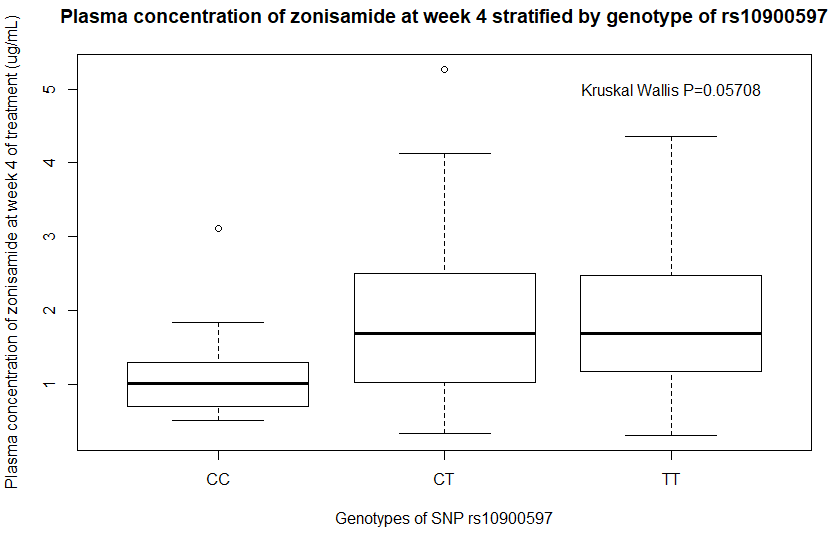 Plasma concentration of zonisamide at week 4 stratified by genotype of rs10900597
Plasma concentration of zonisamide at week 4 of treatment (ug/mL)
5
4
3
2
1
Kruskal Wallis P=0.05708
CC
CT
TT
Genotypes of SNP rs10900597